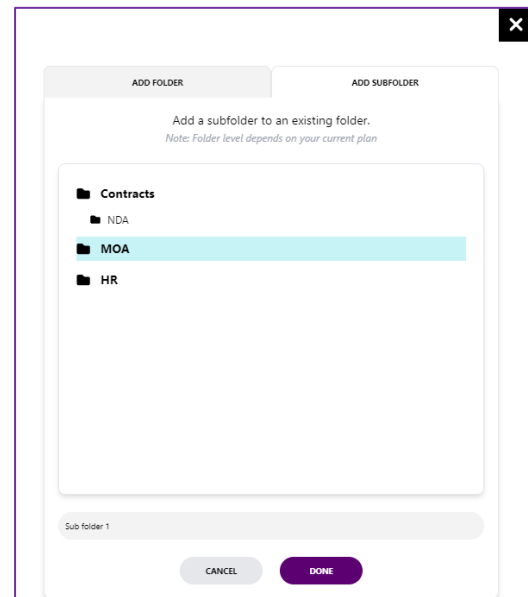 ADD FOLDER
ADD SUBFOLDER
Add a subfolder to an existing folder.
Note: Folder level depends on your current plan
Contracts
NDA
MOA
HR
Sub folder 1
CANCEL
DONE